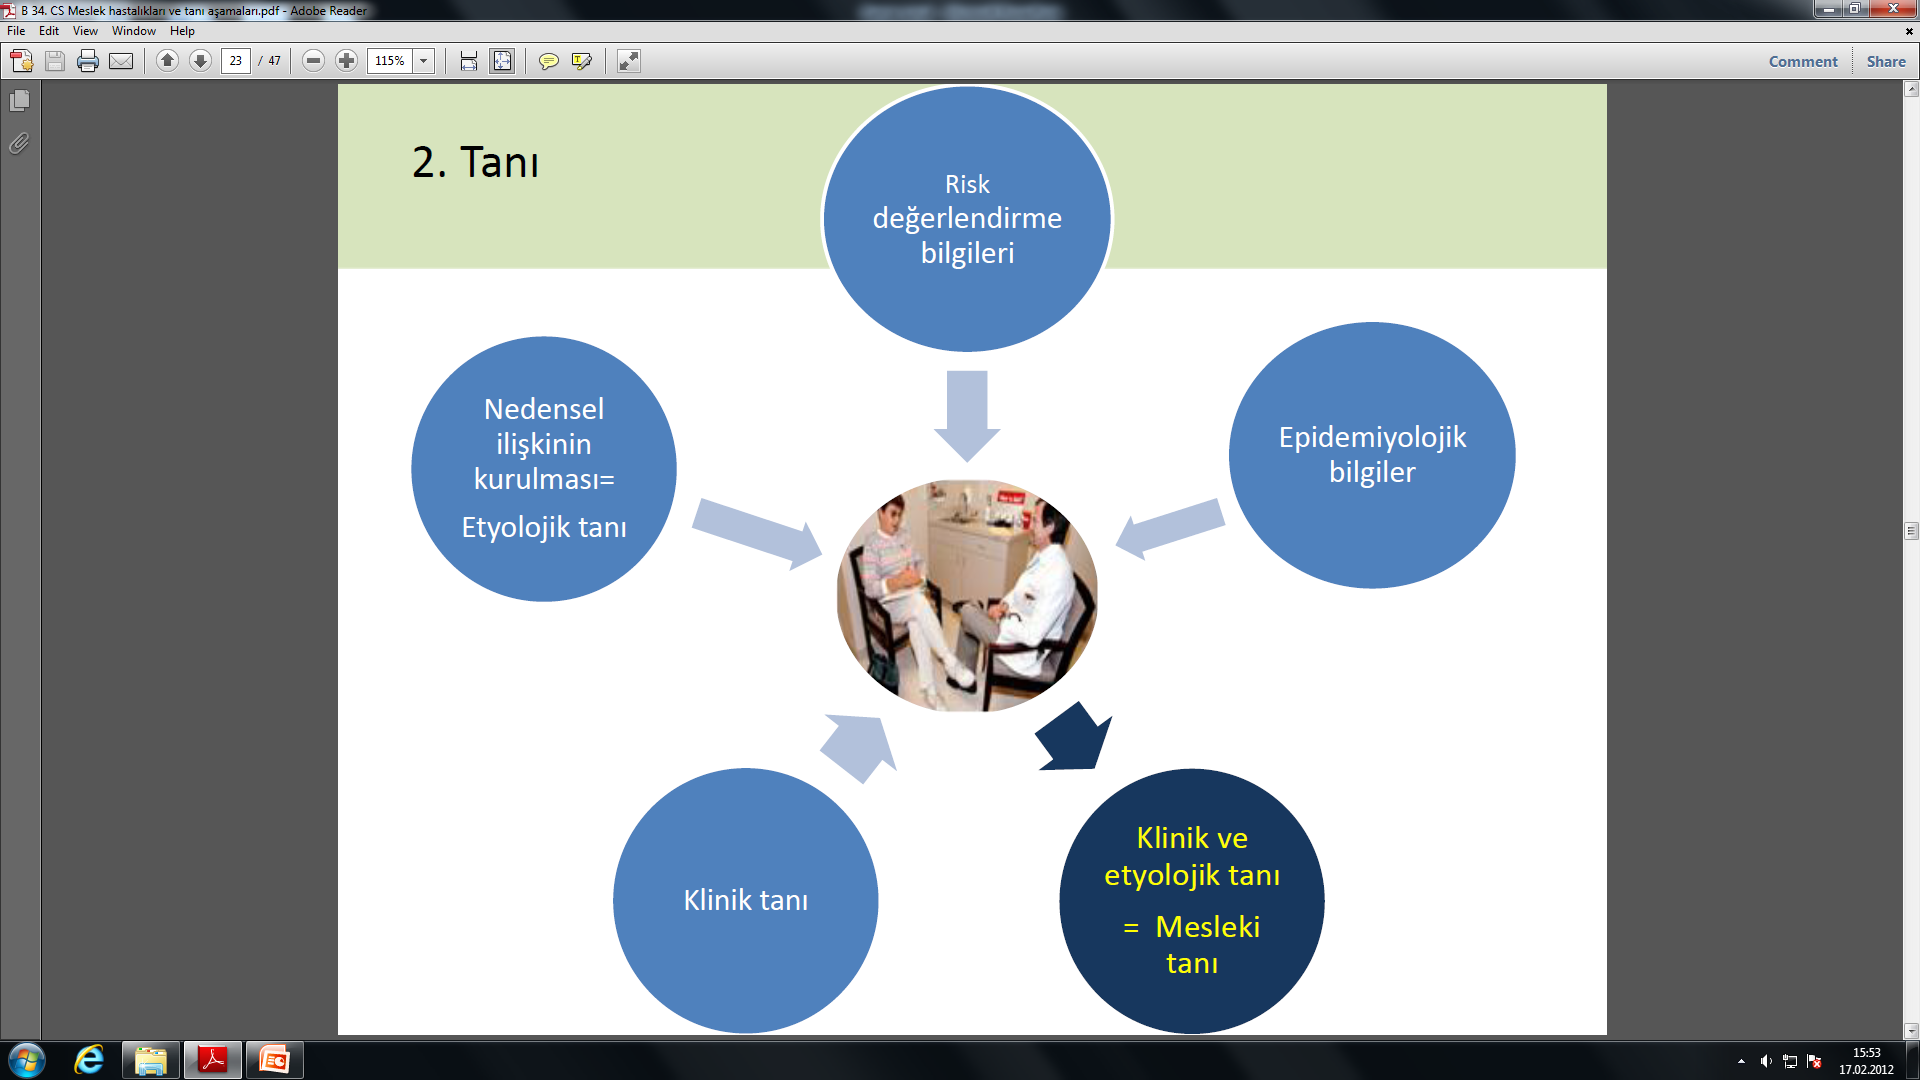 B 34. CS Meslek hastalıkları ve tanı aşamaları.pdf - Adobe Reader
File Edit View Window Help
23 / 47 115% Comment Share
2. Tanı
Risk
değerlendirme
bilgileri
Nedensel
ilişkinin
kurulması=
Etyolojik tanı
Epidemiyolojik
bilgiler
Klinik tanı
Klinik ve
etyolojik tanı
= Mesleki
tanı
15:53
17.02.2012